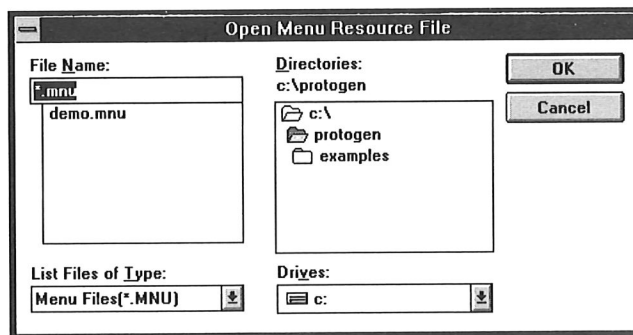 Open Menu Resource File
File Name:
*.mnu
demo.mnu
List Files of Type:
Menu Files(*.MNU)
Directories:
c:\protogen
c:\
protogen
examples
Drives:
c:
OK
Cancel